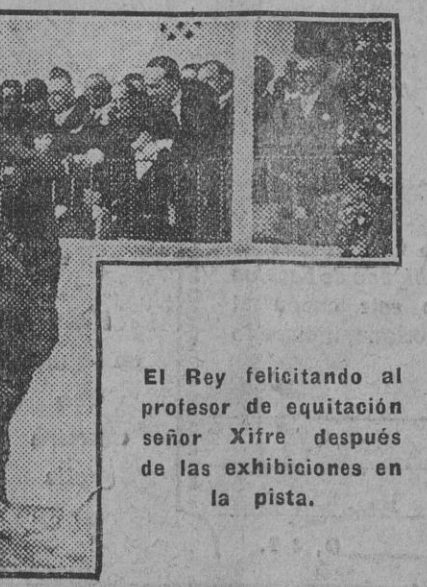 El Rey felicitando al
profesor de equitación
señor Xifre después
de las exhibiciones en
la pista.